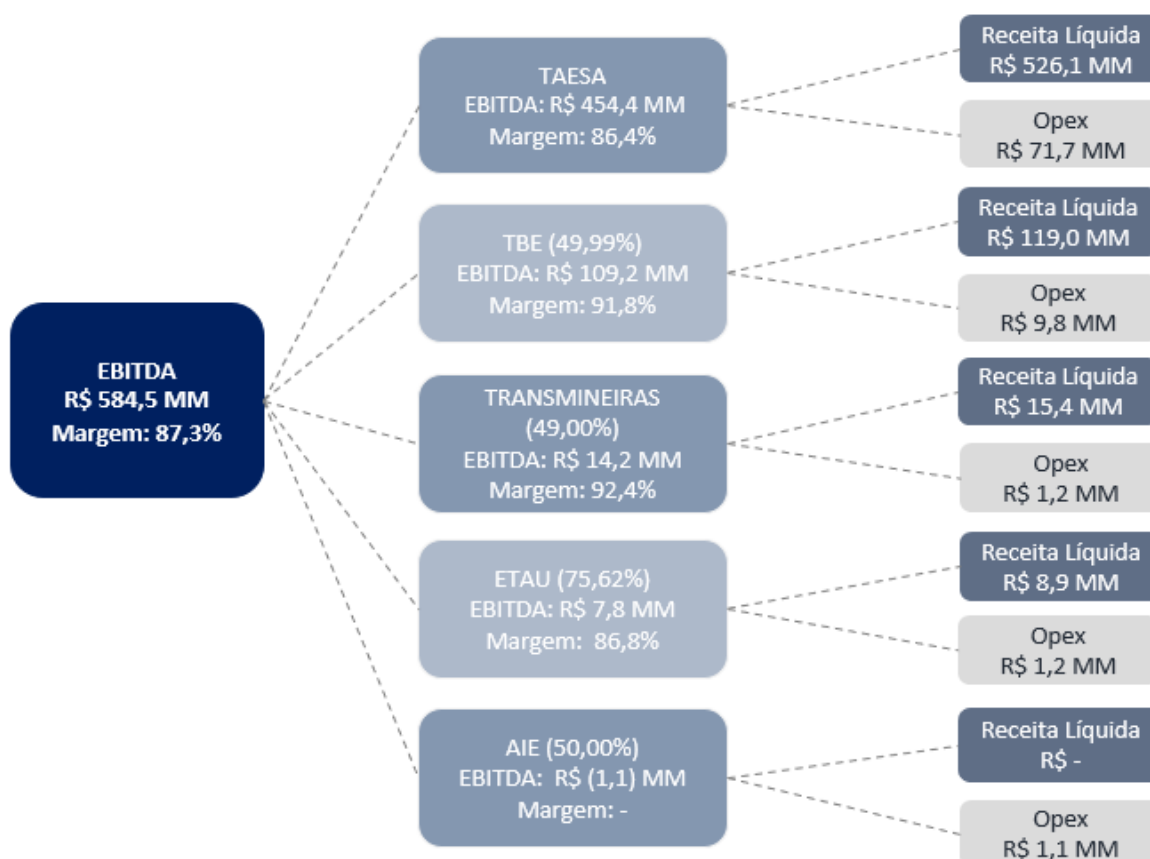 EBITDA
R$ 584,5 MM
Margem: 87,3%
TAESA
EBITDA: R$ 454,4 MM
Margem: 86,4%
Receita Líquida
R$ 526,1 MM
Opex
R$ 71,7 MM
TBE (49,99%)
EBITDA: R$ 109,2 MM
Margem: 91,8%
Receita Líquida
R$ 119,0 MM
Opex
R$ 9,8 MM
TRANSMINEIRAS
(49,00%)
EBITDA: R$ 14,2 MM
Margem: 92,4%
Receita Líquida
R$ 15,4 MM
Opex
R$ 1,2 MM
ETAU (75,62%)
EBITDA: R$ 7,8 MM
Margem: 86,8%
Receita Líquida
R$ 8,9 MM
Opex
R$ 1,2 MM
AIE (50,00%)
EBITDA: R$ (1,1) MM
Margem: -
Receita Líquida
R$ -
Opex
R$ 1,1 MM